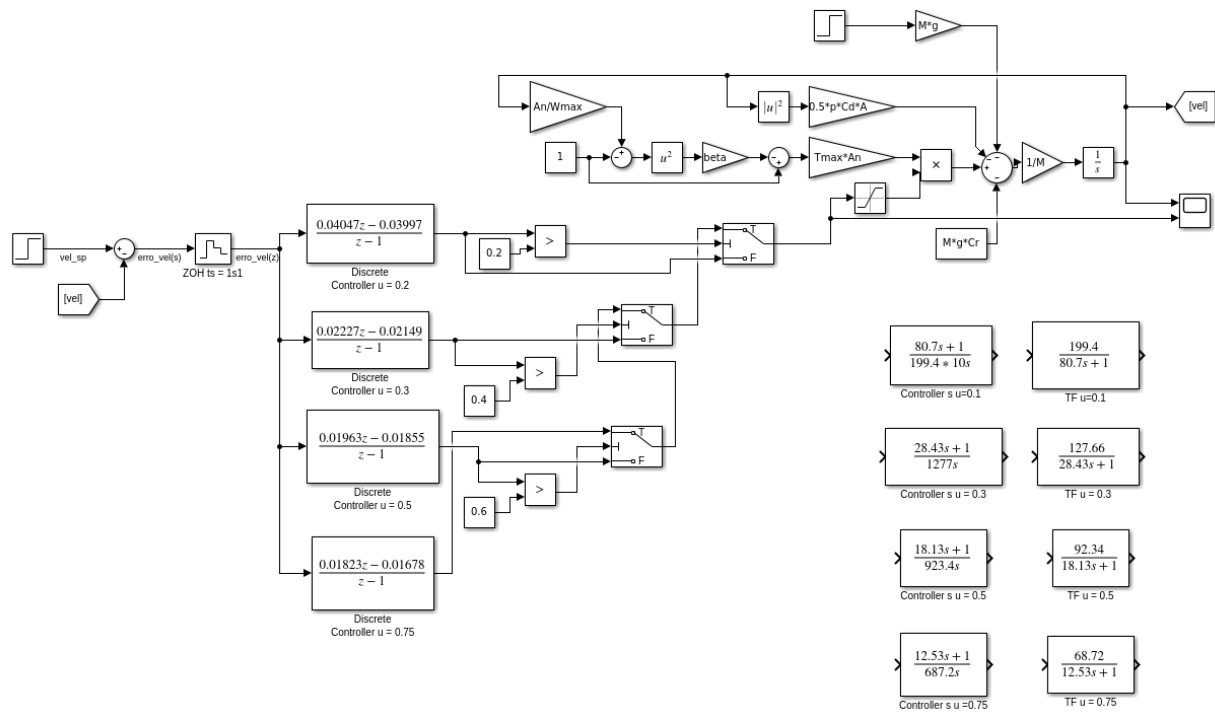 M*g
An/Wmax
|u|²
0.5*p*Cd*A
[vel]
1
-+
u²
beta
-+
Tmax*An
×
-
-
+
-
1/M
1
s
M*g*Cr
vel_sp
+
-
erro_vel(s)
ZOH ts = 1s1
erro_vel(z)
[vel]
0.04047z − 0.03997
z − 1
Discrete
Controller u = 0.2
0.2
>
T
F
0.02227z − 0.02149
z − 1
Discrete
Controller u = 0.3
0.4
>
T
F
0.01963z − 0.01855
z − 1
Discrete
Controller u = 0.5
0.6
>
T
F
0.01823z − 0.01678
z − 1
Discrete
Controller u = 0.75
80.7s + 1
199.4 * 10s
Controller s u=0.1
199.4
80.7s + 1
TF u=0.1
28.43s + 1
1277s
Controller s u = 0.3
127.66
28.43s + 1
TF u = 0.3
18.13s + 1
923.4s
Controller s u = 0.5
92.34
18.13s + 1
TF u = 0.5
12.53s + 1
687.2s
Controller s u =0.75
68.72
12.53s + 1
TF u = 0.75